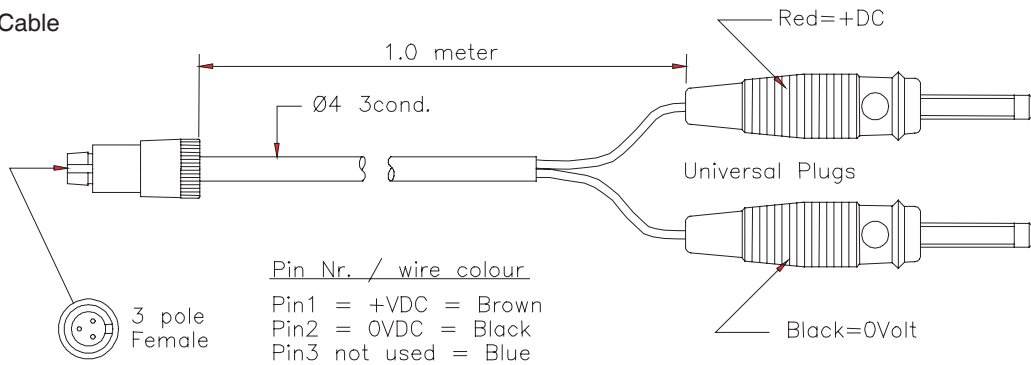 Cable
Red=+DC
1.0 meter
Ø4 3cond.
Universal Plugs
Pin Nr. / wire colour
Pin1 = +VDC = Brown
Pin2 = 0VDC = Black
Pin3 not used = Blue
3 pole
Female
Black=0Volt